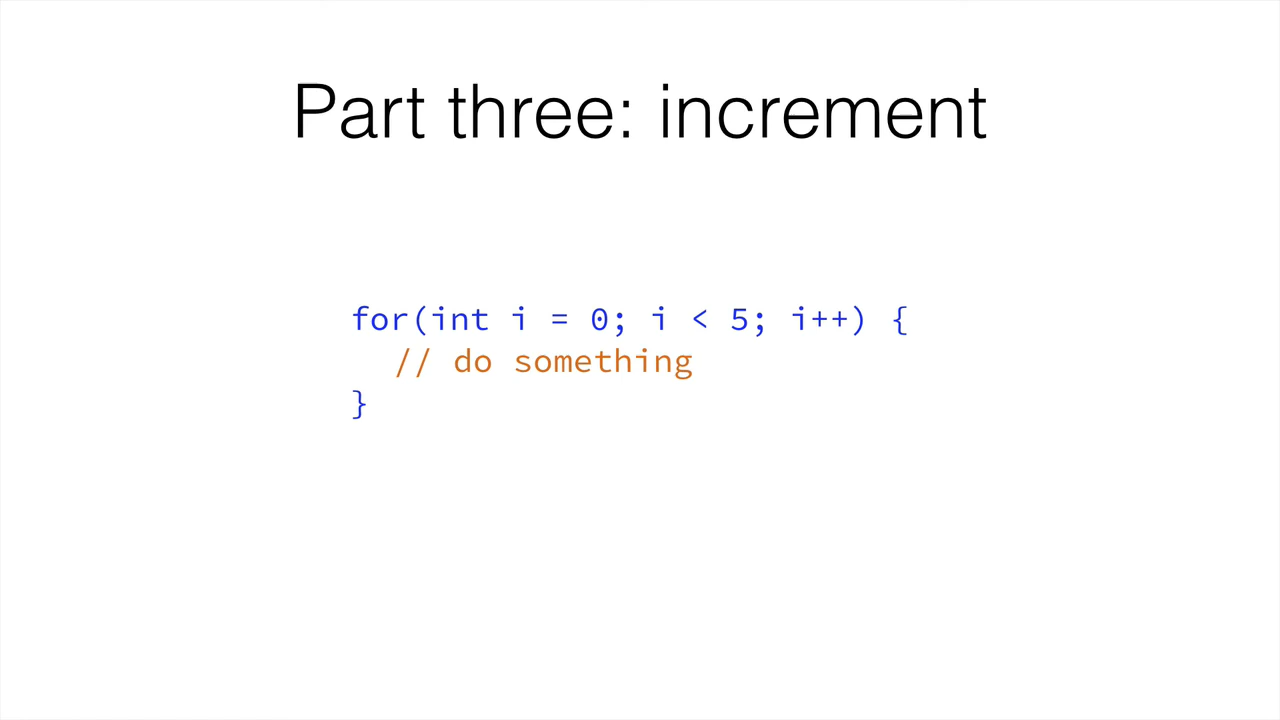 Part three: increment
for(int i = 0; i < 5; i++) {
// do something
}